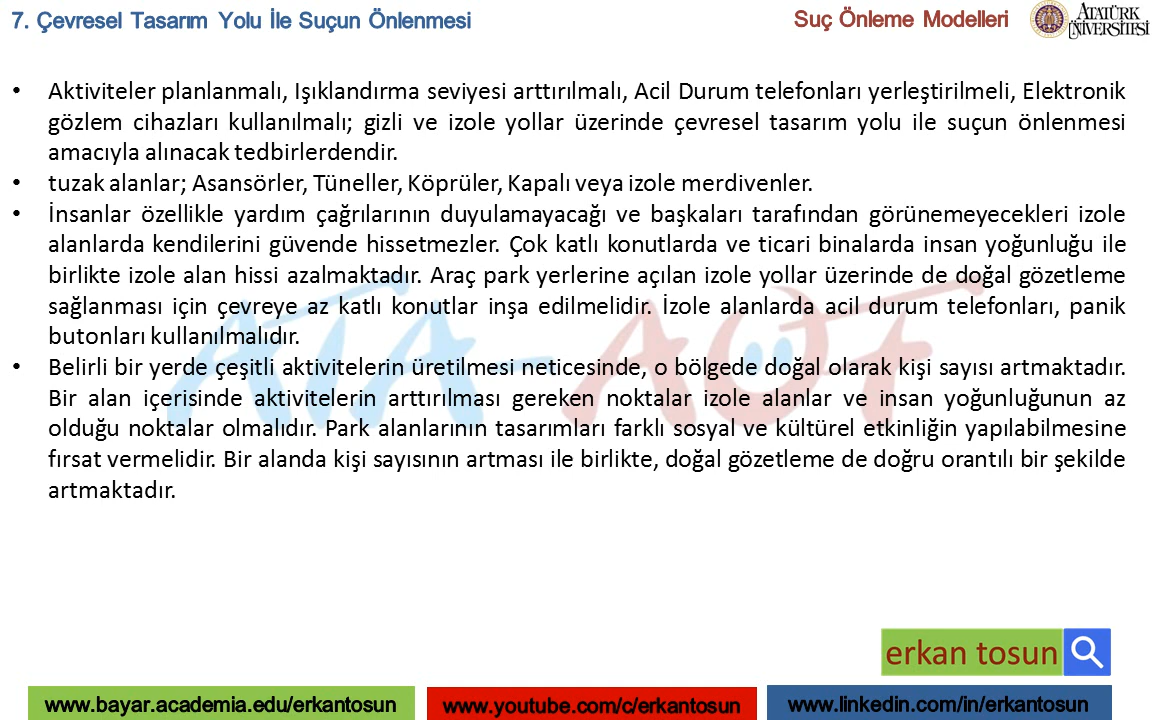 7. Çevresel Tasarım Yolu İle Suçun Önlenmesi
Suç Önleme Modelleri
ATATÜRK
ÜNİVERSİTESİ
• Aktiviteler planlanmalı, Işıklandırma seviyesi arttırılmalı, Acil Durum telefonları yerleştirilmeli, Elektronik
gözlem cihazları kullanılmalı; gizli ve izole yollar üzerinde çevresel tasarım yolu ile suçun önlenmesi
amacıyla alınacak tedbirlerdendir.
• tuzak alanlar; Asansörler, Tüneller, Köprüler, Kapalı veya izole merdivenler.
• İnsanlar özellikle yardım çağrılarının duyulamayacağı ve başkaları tarafından görünemeyecekleri izole
alanlarda kendilerini güvende hissetmezler. Çok katlı konutlarda ve ticari binalarda insan yoğunluğu ile
birlikte izole alan hissi azalmaktadır. Araç park yerlerine açılan izole yollar üzerinde de doğal gözetleme
sağlanması için çevreye az katlı konutlar inşa edilmelidir. İzole alanlarda acil durum telefonları, panik
butonları kullanılmalıdır.
• Belirli bir yerde çeşitli aktivitelerin üretilmesi neticesinde, o bölgede doğal olarak kişi sayısı artmaktadır.
Bir alan içerisinde aktivitelerin arttırılması gereken noktalar izole alanlar ve insan yoğunluğunun az
olduğu noktalar olmalıdır. Park alanlarının tasarımları farklı sosyal ve kültürel etkinliğin yapılabilmesine
fırsat vermelidir. Bir alanda kişi sayısının artması ile birlikte, doğal gözetleme de doğru orantılı bir şekilde
artmaktadır.
ATA-AÖF
erkan tosun
www.bayar.academia.edu/erkantosun
www.youtube.com/c/erkantosun
www.linkedin.com/in/erkantosun